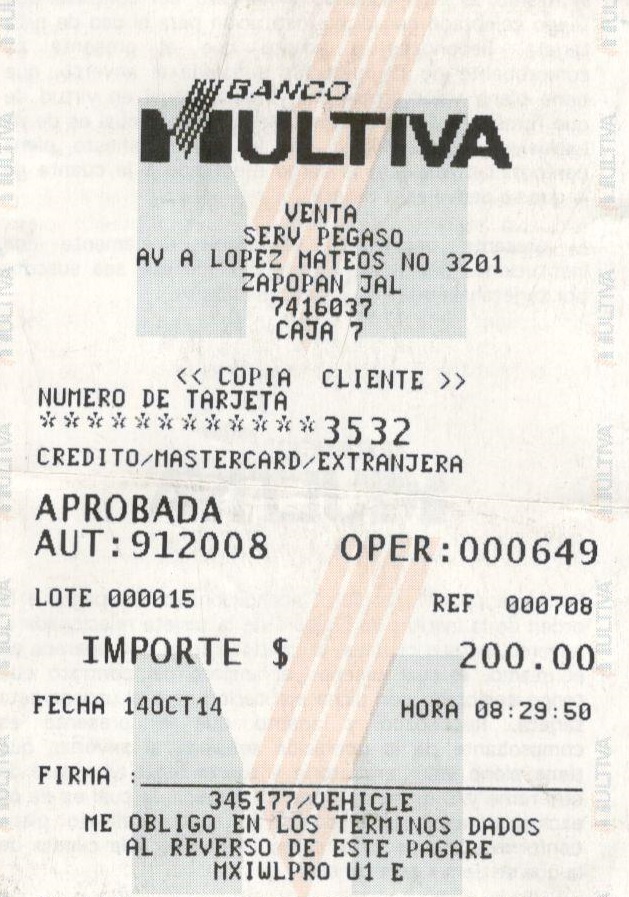 BANCO
MULTIVA
VENTA
SERV PEGASO
AV A LOPEZ MATEOS NO 3201
ZAPOPAN JAL
7416037
CAJA 7
<< COPIA CLIENTE >>
NUMERO DE TARJETA
************3532
CREDITO/MASTERCARD/EXTRANJERA
APROBADA
AUT:912008 OPER:000649
LOTE 000015 REF 000708
IMPORTE $ 200.00
FECHA 14OCT14 HORA 08:29:50
FIRMA :
345177/VEHICLE
ME OBLIGO EN LOS TERMINOS DADOS
AL REVERSO DE ESTE PAGARE
MXIWLPRO U1 E